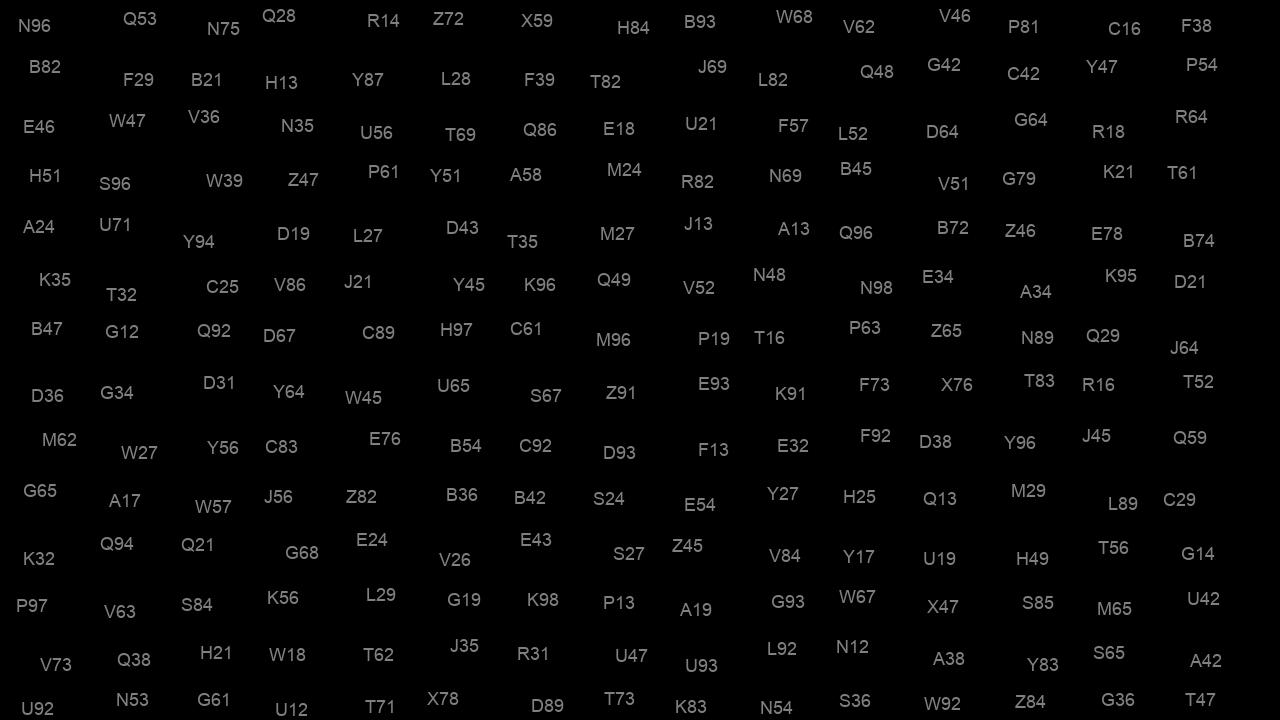 N96 Q53 N75 Q28 R14 Z72 X59 H84 B93 W68 V62 V46 P81 C16 F38
B82 F29 B21 H13 Y87 L28 F39 T82 J69 L82 Q48 G42 C42 Y47 P54
E46 W47 V36 N35 U56 T69 Q86 E18 U21 F57 L52 D64 G64 R18 R64
H51 S96 W39 Z47 P61 Y51 A58 M24 R82 N69 B45 V51 G79 K21 T61
A24 U71 Y94 D19 L27 D43 T35 M27 J13 A13 Q96 B72 Z46 E78 B74
K35 T32 C25 V86 J21 Y45 K96 Q49 V52 N48 N98 E34 A34 K95 D21
B47 G12 Q92 D67 C89 H97 C61 M96 P19 T16 P63 Z65 N89 Q29 J64
D36 G34 D31 Y64 W45 U65 S67 Z91 E93 K91 F73 X76 T83 R16 T52
M62 W27 Y56 C83 E76 B54 C92 D93 F13 E32 F92 D38 Y96 J45 Q59
G65 A17 W57 J56 Z82 B36 B42 S24 E54 Y27 H25 Q13 M29 L89 C29
K32 Q94 Q21 G68 E24 V26 E43 S27 Z45 V84 Y17 U19 H49 T56 G14
P97 V63 S84 K56 L29 G19 K98 P13 A19 G93 W67 X47 S85 M65 U42
V73 Q38 H21 W18 T62 J35 R31 U47 U93 L92 N12 A38 Y83 S65 A42
U92 N53 G61 U12 T71 X78 D89 T73 K83 N54 S36 W92 Z84 G36 T47